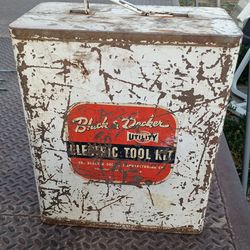 Black & Decker
UTILITY
ELECTRIC TOOL KIT